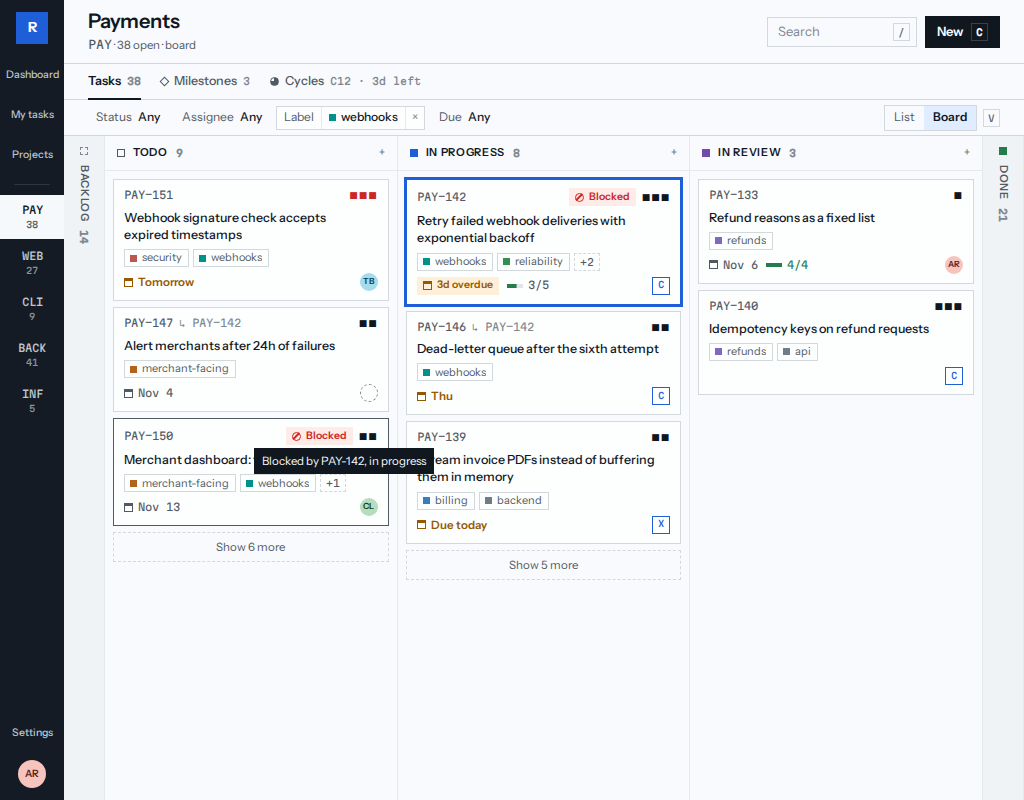 R
Dashboard
My tasks
Projects
PAY
38
WEB
27
CLI
9
BACK
41
INF
5
Settings
AR
Payments
PAY·38 open·board
Search /
New C
Tasks 38
Milestones 3
Cycles C12 · 3d left
Status Any
Assignee Any
Label webhooks ×
Due Any
List Board V
BACKLOG 14
TODO 9 +
PAY-151
Webhook signature check accepts
expired timestamps
security webhooks
Tomorrow TB
PAY-147 ↳ PAY-142
Alert merchants after 24h of failures
merchant-facing
Nov 4
PAY-150 Blocked
Merchant dashboard:
Blocked by PAY-142, in progress
merchant-facing webhooks +1
Nov 13 CL
Show 6 more
IN PROGRESS 8 +
PAY-142 Blocked
Retry failed webhook deliveries with
exponential backoff
webhooks reliability +2
3d overdue 3/5 C
PAY-146 ↳ PAY-142
Dead-letter queue after the sixth attempt
webhooks
Thu C
PAY-139
eam invoice PDFs instead of buffering
them in memory
billing backend
Due today X
Show 5 more
IN REVIEW 3 +
PAY-133
Refund reasons as a fixed list
refunds
Nov 6 4/4 AR
PAY-140
Idempotency keys on refund requests
refunds api
C
DONE 21